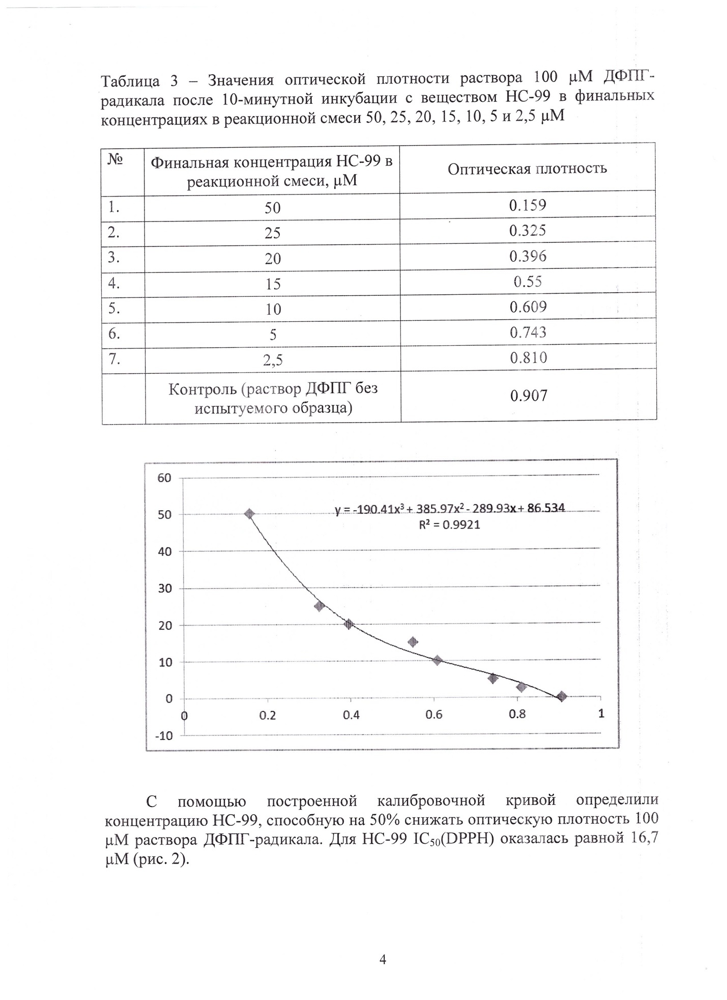 Таблица 3 – Значения оптической плотности раствора 100 µM ДФПГ-
радикала после 10-минутной инкубации с веществом НС-99 в финальных
концентрациях в реакционной смеси 50, 25, 20, 15, 10, 5 и 2,5 µM
№ Финальная концентрация НС-99 в реакционной смеси, µM Оптическая плотность
1. 50 0.159
2. 25 0.325
3. 20 0.396
4. 15 0.55
5. 10 0.609
6. 5 0.743
7. 2,5 0.810
Контроль (раствор ДФПГ без испытуемого образца) 0.907
60
y = -190.41x³ + 385.97x² - 289.93x + 86.534
50
R² = 0.9921
40
30
20
10
0
0 0.2 0.4 0.6 0.8 1
-10
С помощью построенной калибровочной кривой определили
концентрацию НС-99, способную на 50% снижать оптическую плотность 100
µM раствора ДФПГ-радикала. Для НС-99 IC₅₀(DPPH) оказалась равной 16,7
µM (рис. 2).
4